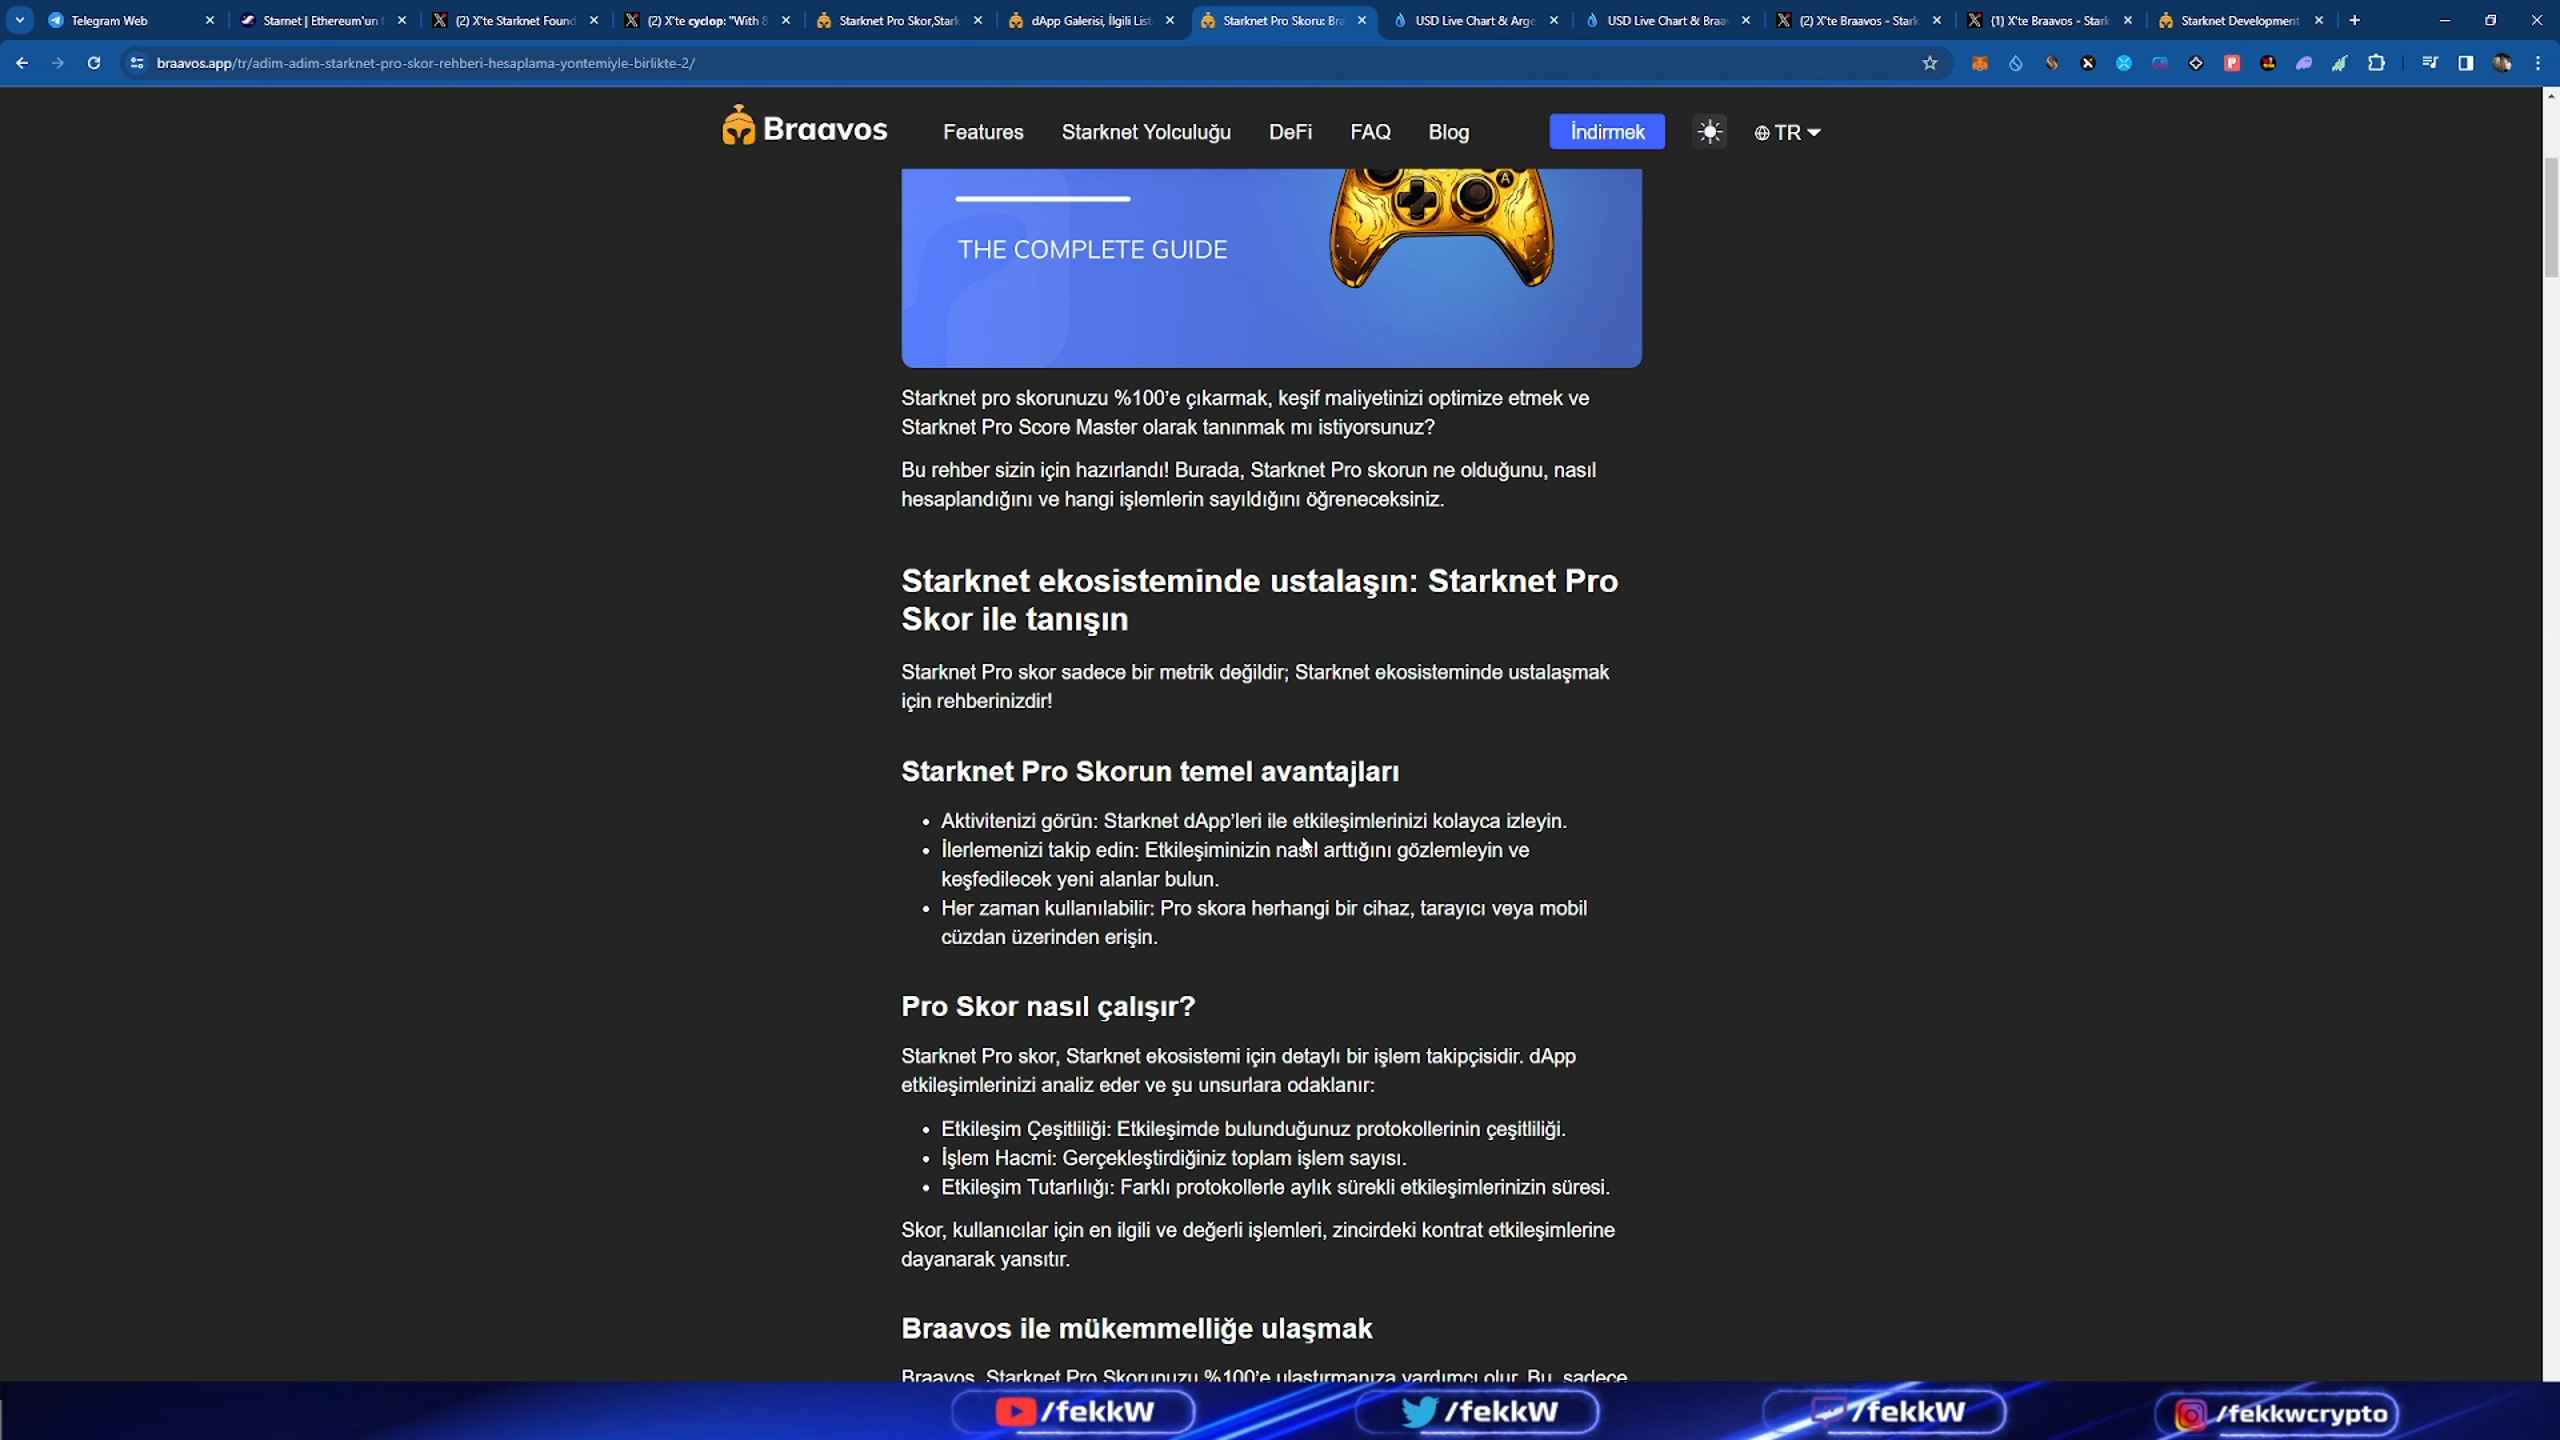 Telegram Web
Starnet | Ethereum'un f
(2) X'te Starknet Found
(2) X'te cyclop: "With 8
Starknet Pro Skor,Stark
dApp Galerisi, İlgili List
Starknet Pro Skoru: Bra
USD Live Chart & Arge
USD Live Chart & Braa
(2) X'te Braavos - Stark
(1) X'te Braavos - Stark
Starknet Development
braavos.app/tr/adim-adim-starknet-pro-skor-rehberi-hesaplama-yontemiyle-birlikte-2/
Braavos
Features
Starknet Yolculuğu
DeFi
FAQ
Blog
İndirmek
TR
A
THE COMPLETE GUIDE
Starknet pro skorunuzu %100'e çıkarmak, keşif maliyetinizi optimize etmek ve
Starknet Pro Score Master olarak tanınmak mı istiyorsunuz?
Bu rehber sizin için hazırlandı! Burada, Starknet Pro skorun ne olduğunu, nasıl
hesaplandığını ve hangi işlemlerin sayıldığını öğreneceksiniz.
Starknet ekosisteminde ustalaşın: Starknet Pro
Skor ile tanışın
Starknet Pro skor sadece bir metrik değildir; Starknet ekosisteminde ustalaşmak
için rehberinizdir!
Starknet Pro Skorun temel avantajları
• Aktivitenizi görün: Starknet dApp'leri ile etkileşimlerinizi kolayca izleyin.
• İlerlemenizi takip edin: Etkileşiminizin nasıl arttığını gözlemleyin ve
keşfedilecek yeni alanlar bulun.
• Her zaman kullanılabilir: Pro skora herhangi bir cihaz, tarayıcı veya mobil
cüzdan üzerinden erişin.
Pro Skor nasıl çalışır?
Starknet Pro skor, Starknet ekosistemi için detaylı bir işlem takipçisidir. dApp
etkileşimlerinizi analiz eder ve şu unsurlara odaklanır:
• Etkileşim Çeşitliliği: Etkileşimde bulunduğunuz protokollerinin çeşitliliği.
• İşlem Hacmi: Gerçekleştirdiğiniz toplam işlem sayısı.
• Etkileşim Tutarlılığı: Farklı protokollerle aylık sürekli etkileşimlerinizin süresi.
Skor, kullanıcılar için en ilgili ve değerli işlemleri, zincirdeki kontrat etkileşimlerine
dayanarak yansıtır.
Braavos ile mükemmelliğe ulaşmak
Braavos, Starknet Pro Skorunuzu %100'e ulaştırmanıza yardımcı olur. Bu, sadece
/fekkW
/fekkW
/fekkW
/fekkwcrypto